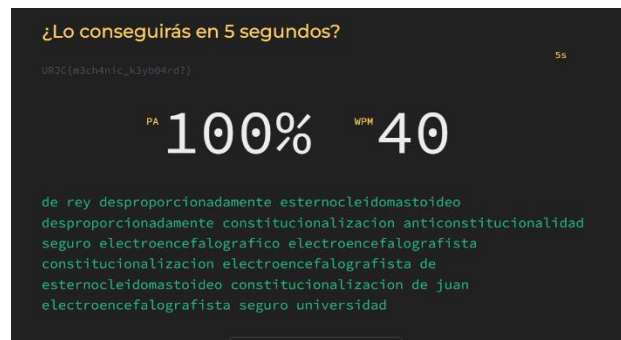 ¿Lo conseguirás en 5 segundos?
5s
URJC{m3ch4nic_k3yb04rd?}
PA 100% WPM 40
de rey desproporcionadamente esternocleidomastoideo
desproporcionadamente constitucionalizacion anticonstitucionalidad
seguro electroencefalografico electroencefalografista
constitucionalizacion electroencefalografista de
esternocleidomastoideo constitucionalizacion de juan
electroencefalografista seguro universidad